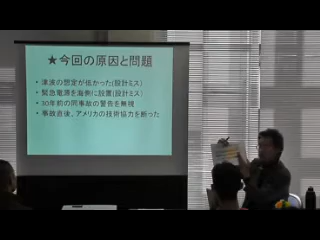 ★今回の原因と問題
• 津波の想定が低かった(設計ミス)
• 緊急電源を海側に設置(設計ミス)
• 30年前の同事故の警告を無視
• 事故直後、アメリカの技術協力を断った